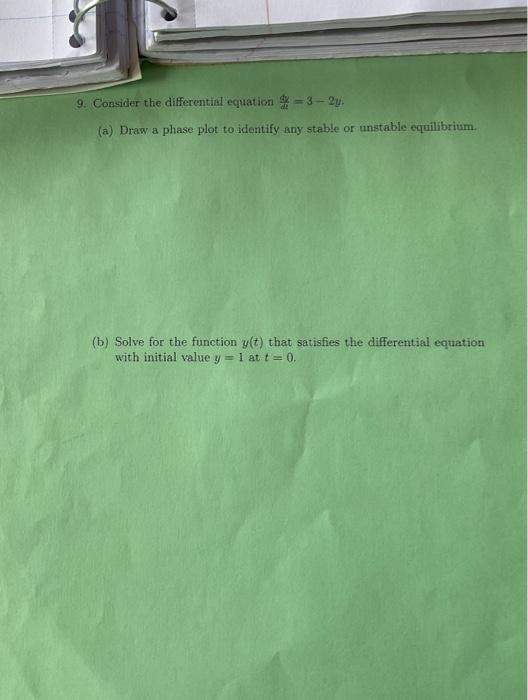 9. Consider the differential equation dy/dt = 3 − 2y.
(a) Draw a phase plot to identify any stable or unstable equilibrium.
(b) Solve for the function y(t) that satisfies the differential equation
with initial value y = 1 at t = 0.